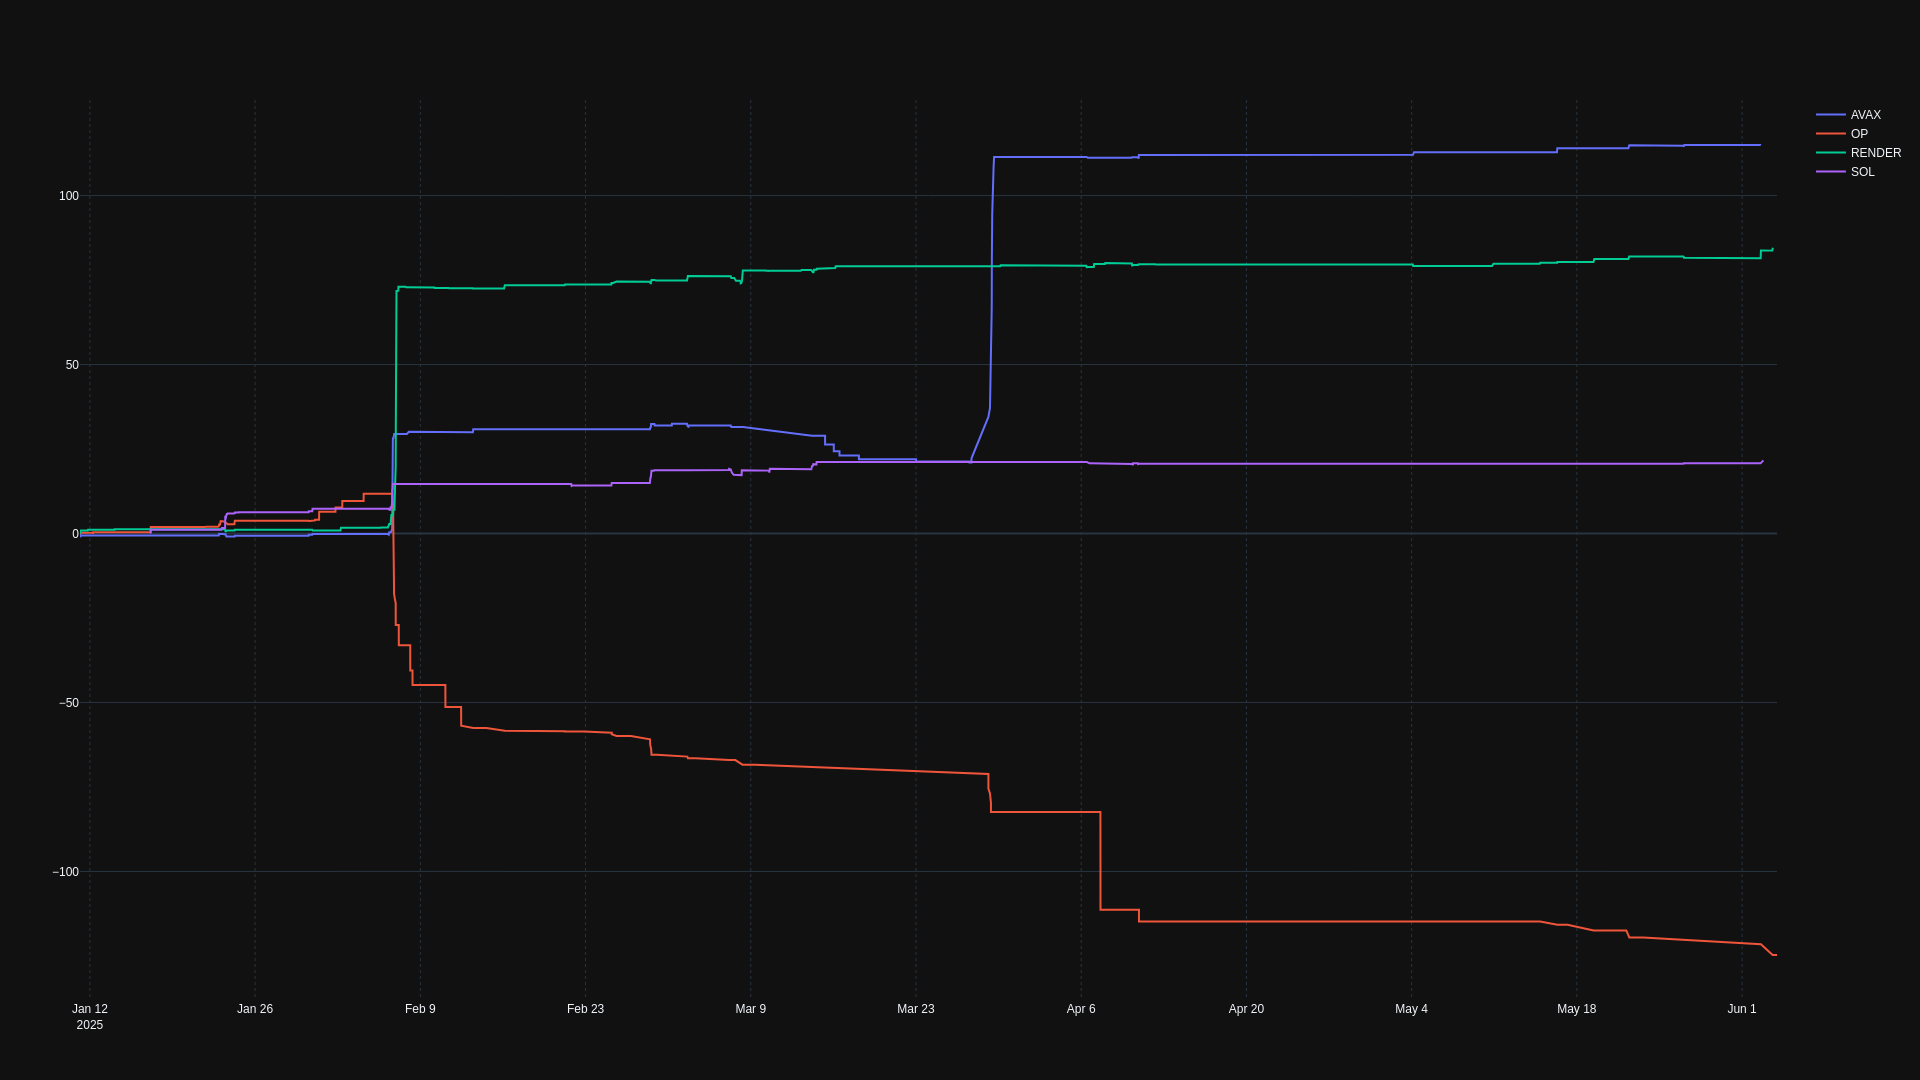 AVAX
OP
RENDER
SOL
100
50
0
−50
−100
Jan 12
2025
Jan 26
Feb 9
Feb 23
Mar 9
Mar 23
Apr 6
Apr 20
May 4
May 18
Jun 1